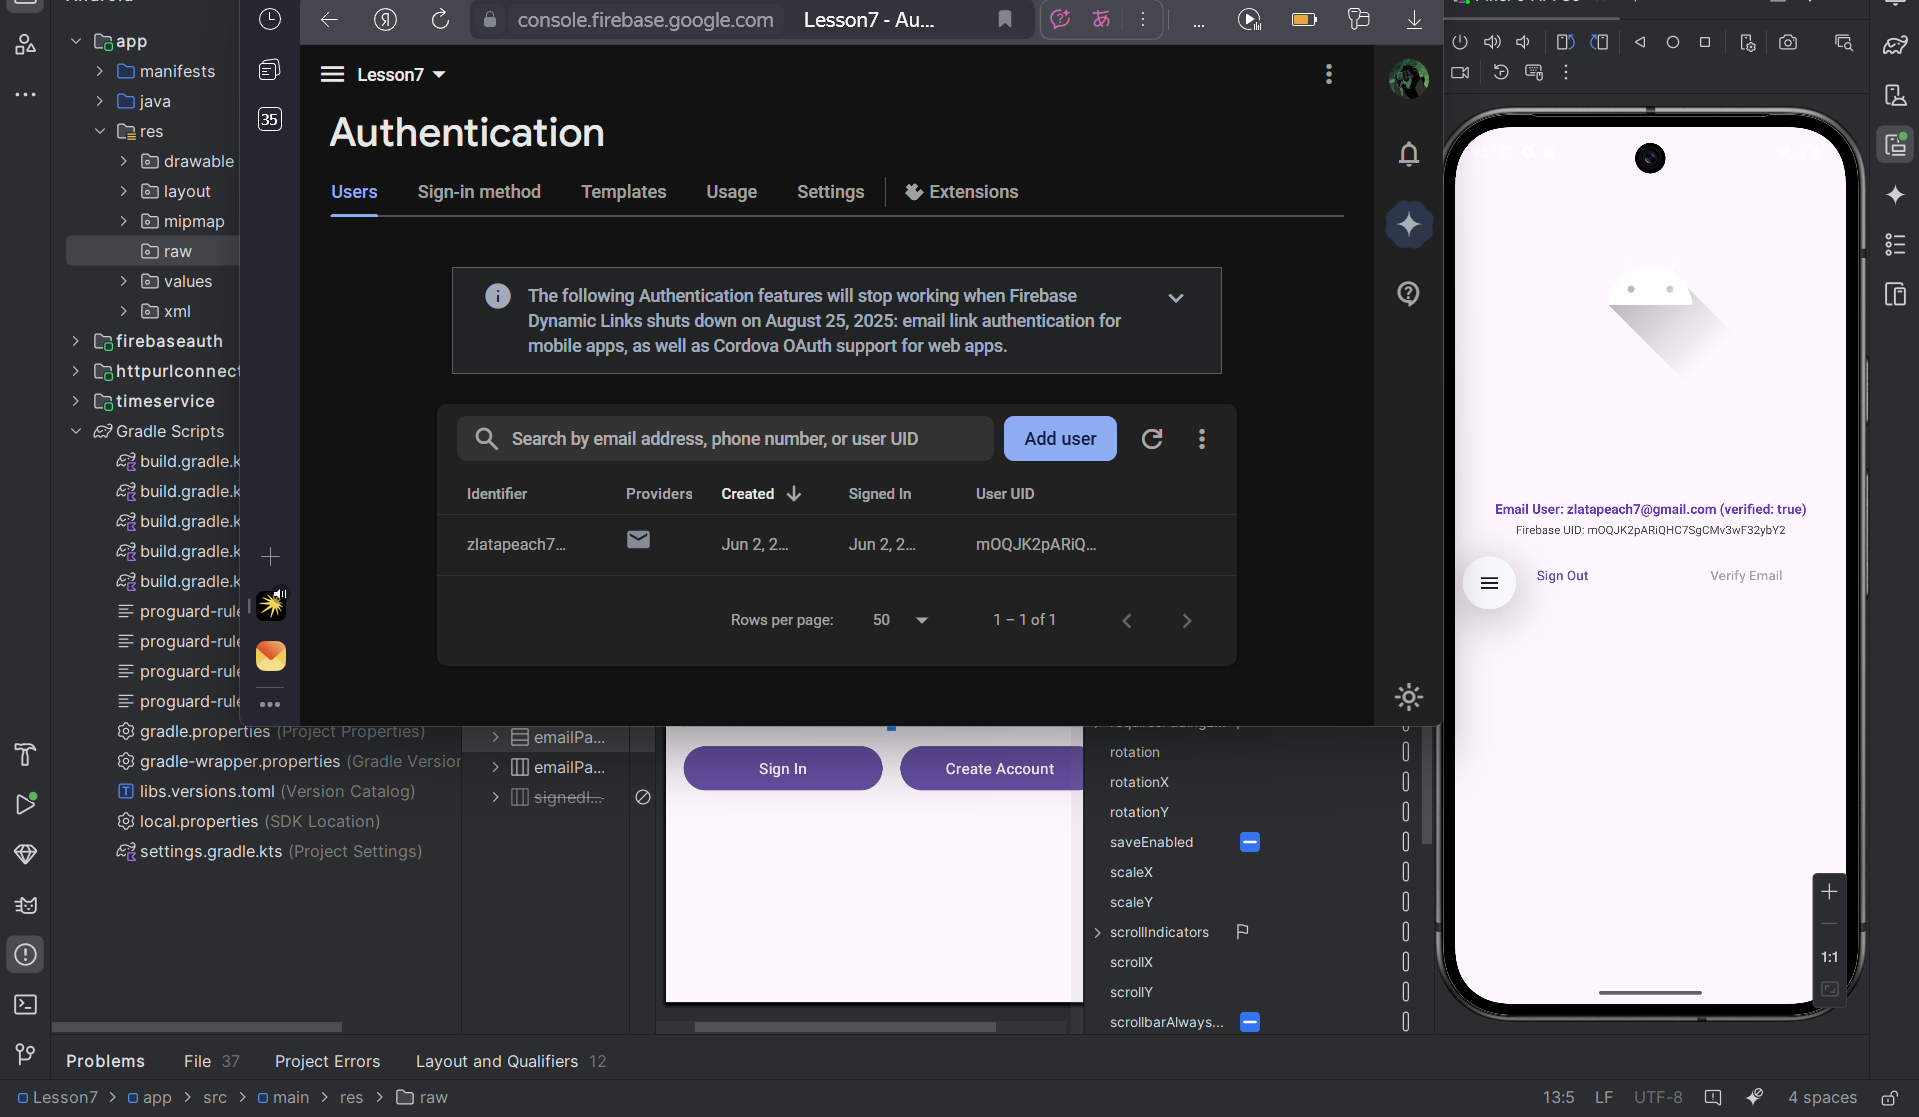 app
manifests
java
res
drawable
layout
mipmap
raw
values
xml
firebaseauth
httpurlconnect
timeservice
Gradle Scripts
build.gradle.k
build.gradle.k
build.gradle.k
build.gradle.k
build.gradle.k
proguard-rule
proguard-rule
proguard-rule
proguard-rule
gradle.properties (Project Properties)
gradle-wrapper.properties (Gradle Version
libs.versions.toml (Version Catalog)
local.properties (SDK Location)
settings.gradle.kts (Project Settings)
35
Я
console.firebase.google.com Lesson7 - Au...
あ
Lesson7
Authentication
Users Sign-in method Templates Usage Settings Extensions
The following Authentication features will stop working when Firebase
Dynamic Links shuts down on August 25, 2025: email link authentication for
mobile apps, as well as Cordova OAuth support for web apps.
Search by email address, phone number, or user UID Add user
Identifier Providers Created Signed In User UID
zlatapeach7... Jun 2, 2... Jun 2, 2... mOQJK2pARiQ...
Rows per page: 50 1 – 1 of 1
emailPa...
emailPa...
signedI...
Sign In Create Account
rotation
rotationX
rotationY
saveEnabled
scaleX
scaleY
scrollIndicators
scrollX
scrollY
scrollbarAlways...
Email User: zlatapeach7@gmail.com (verified: true)
Firebase UID: mOQJK2pARiQHC7SgCMv3wF32ybY2
Sign Out Verify Email
1:1
Problems File 37 Project Errors Layout and Qualifiers 12
Lesson7 > app > src > main > res > raw
13:5 LF UTF-8 4 spaces